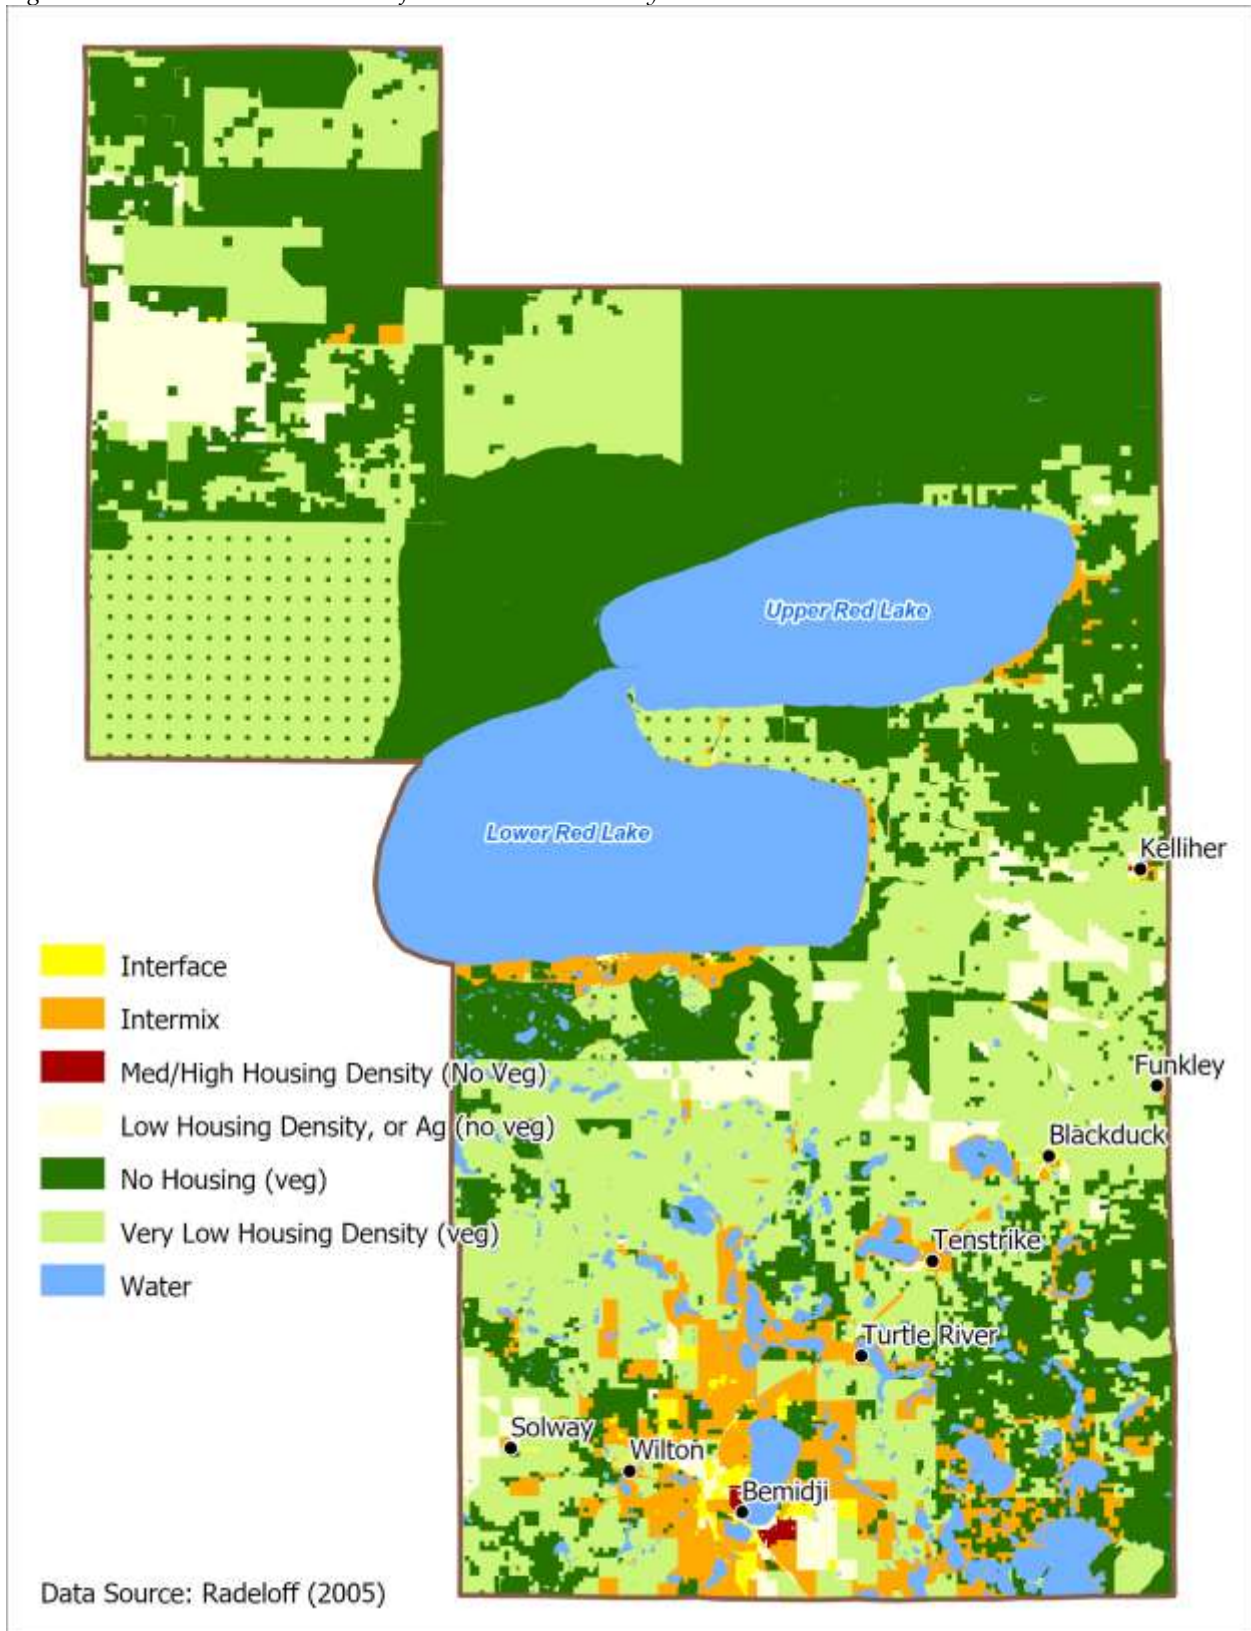 Upper Red Lake
Lower Red Lake
Kelliher
Interface
Intermix
Med/High Housing Density (No Veg)
Funkley
Low Housing Density, or Ag (no veg)
Blackduck
No Housing (veg)
Very Low Housing Density (veg)
Tenstrike
Water
Turtle River
Solway
Wilton
Bemidji
Data Source: Radeloff (2005)